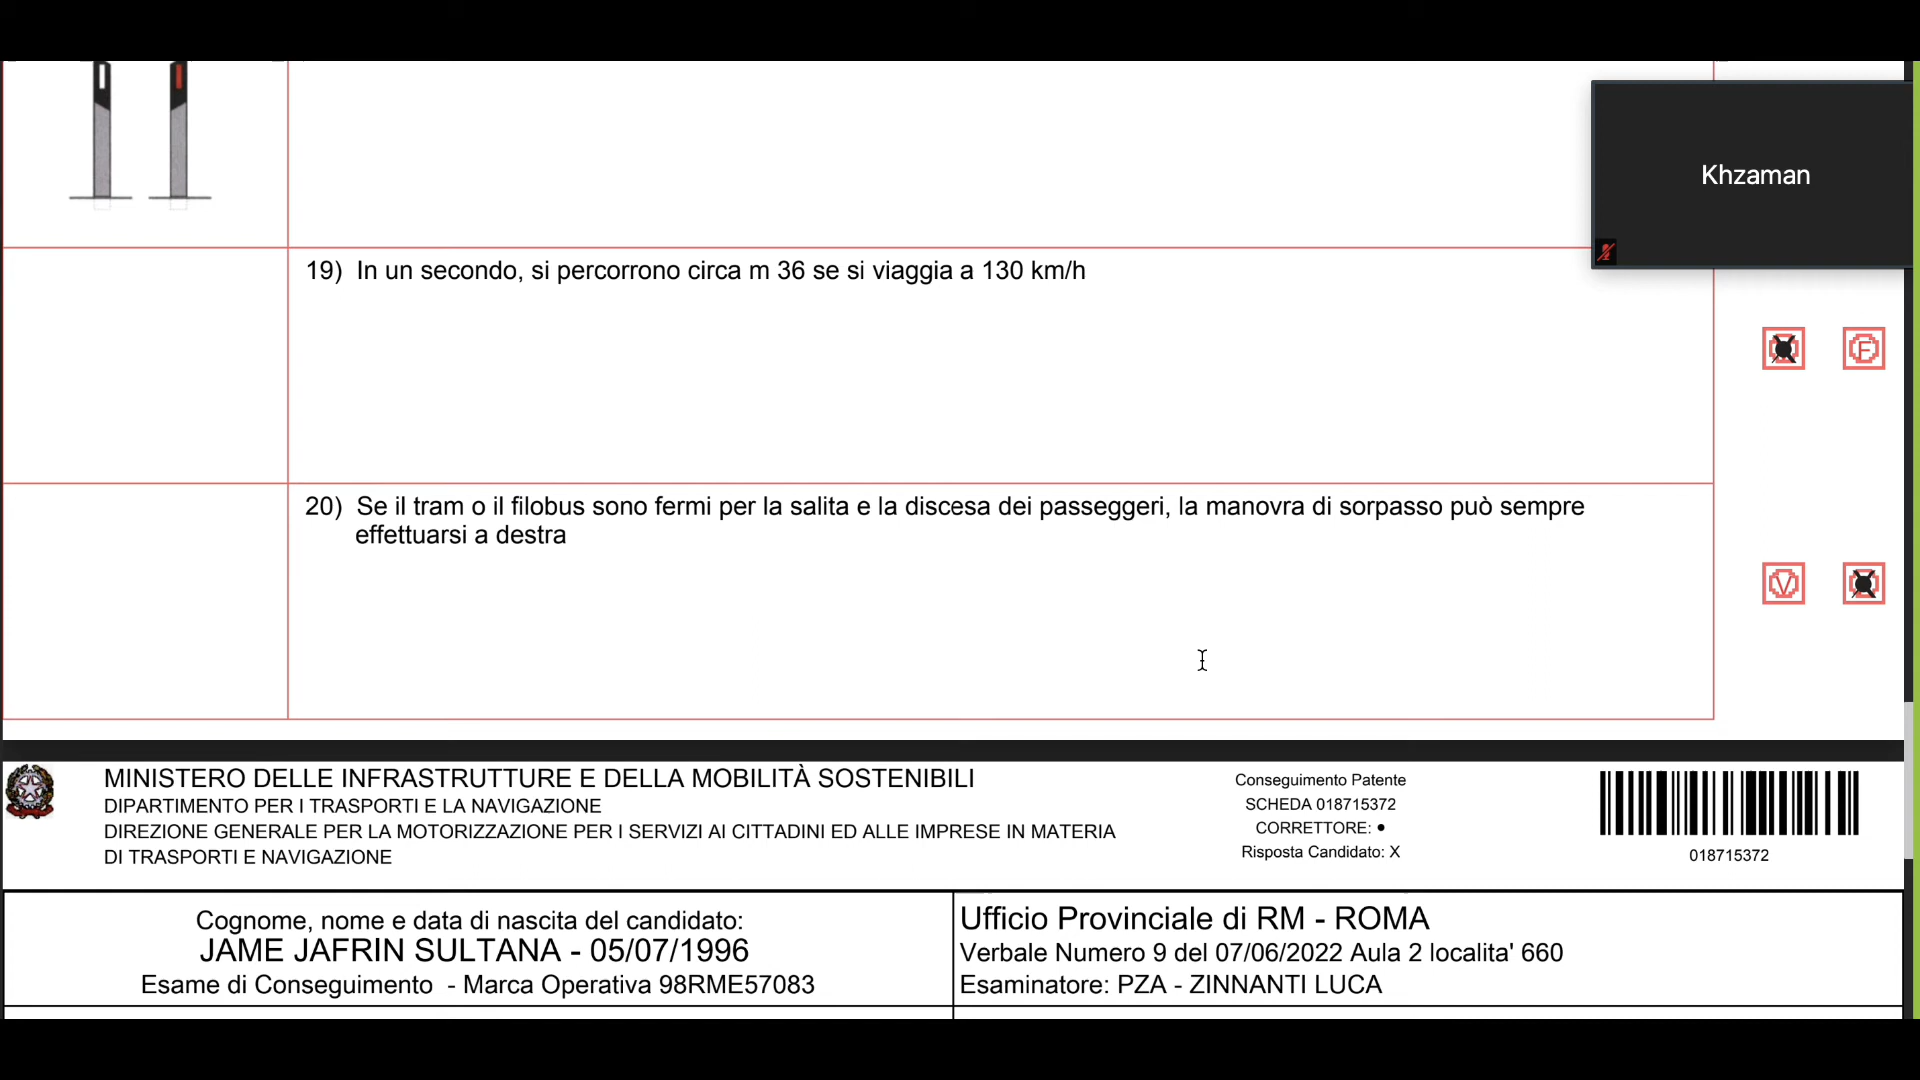 Khzaman
19) In un secondo, si percorrono circa m 36 se si viaggia a 130 km/h
F
20) Se il tram o il filobus sono fermi per la salita e la discesa dei passeggeri, la manovra di sorpasso può sempre
effettuarsi a destra
V
MINISTERO DELLE INFRASTRUTTURE E DELLA MOBILITÀ SOSTENIBILI
DIPARTIMENTO PER I TRASPORTI E LA NAVIGAZIONE
DIREZIONE GENERALE PER LA MOTORIZZAZIONE PER I SERVIZI AI CITTADINI ED ALLE IMPRESE IN MATERIA
DI TRASPORTI E NAVIGAZIONE
Conseguimento Patente
SCHEDA 018715372
CORRETTORE: ●
Risposta Candidato: X
018715372
Cognome, nome e data di nascita del candidato:
JAME JAFRIN SULTANA - 05/07/1996
Esame di Conseguimento - Marca Operativa 98RME57083
Ufficio Provinciale di RM - ROMA
Verbale Numero 9 del 07/06/2022 Aula 2 localita' 660
Esaminatore: PZA - ZINNANTI LUCA